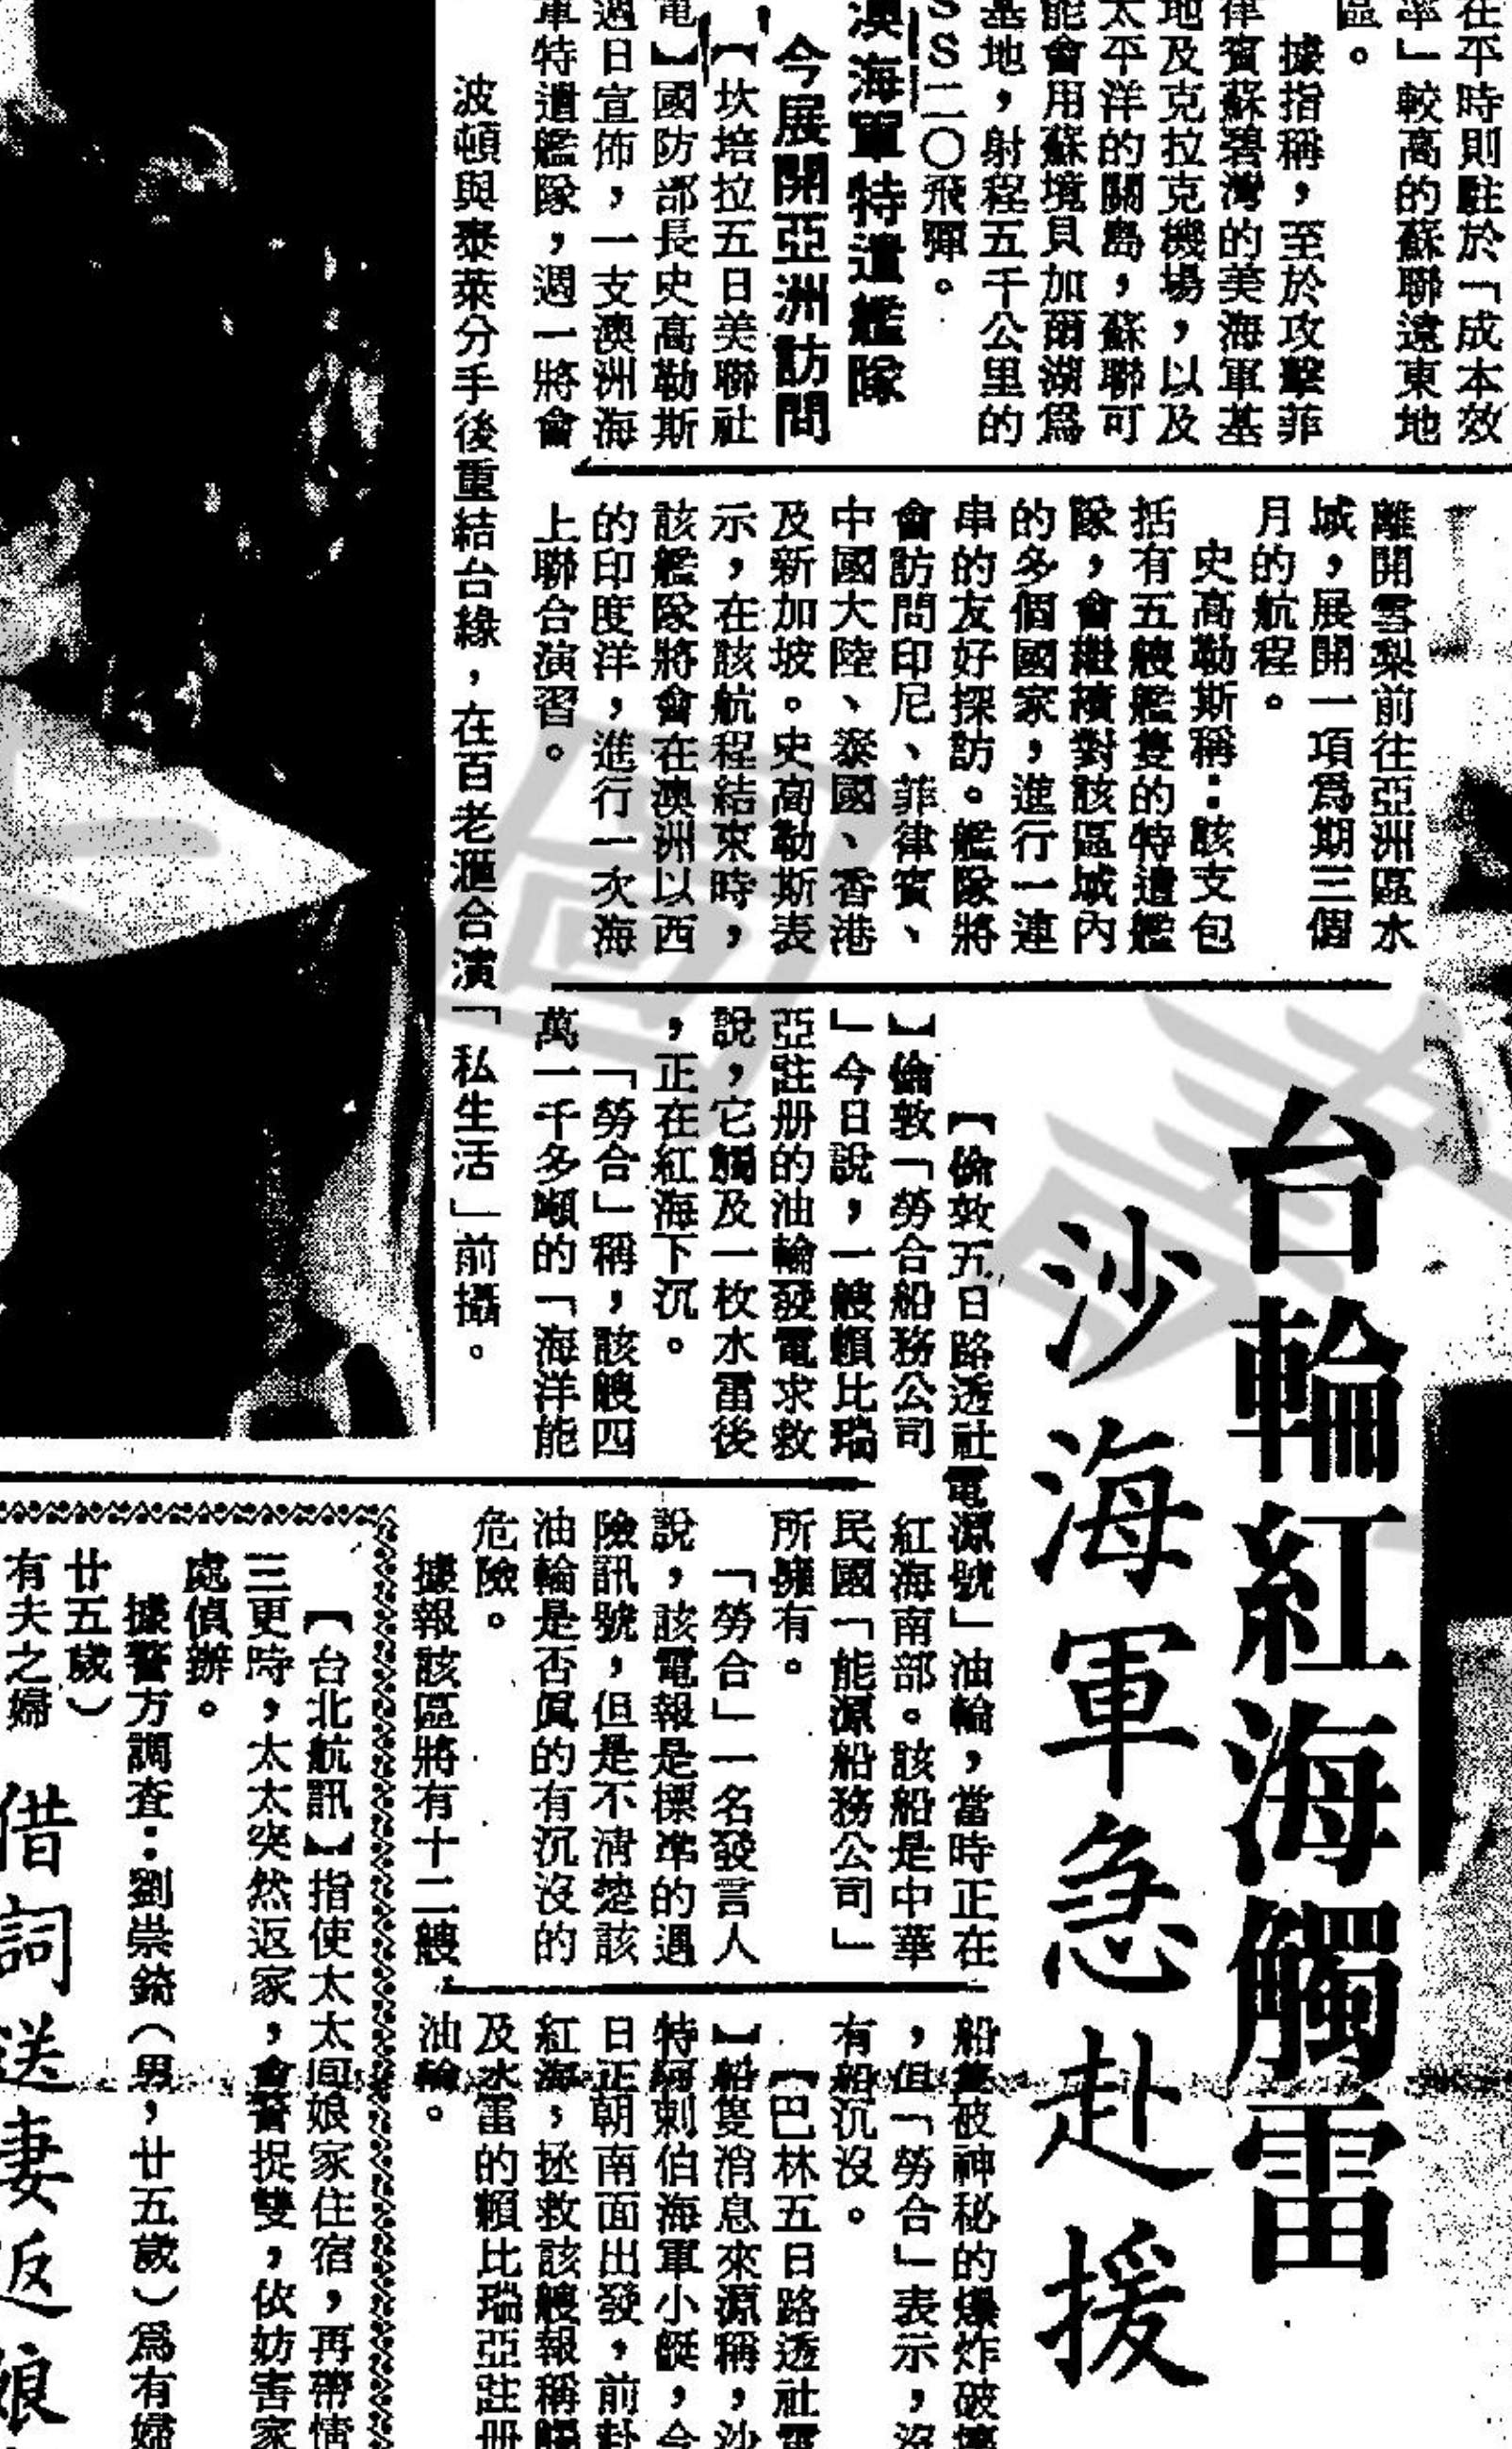 在平時則駐於「成本效
率」較高的蘇聯遠東地
區。
據指稱，至於攻擊菲
律賓蘇碧灣的美海軍基
地及克拉克機場，以及
太平洋的關島，蘇聯可
能會用蘇境貝加爾湖爲
基地，射程五千公里的
SS二〇飛彈。
澳海軍特遣艦隊
今展開亞洲訪問
【坎培拉五日美聯社
電】國防部長史高勒斯
週日宣佈，一支澳洲海
軍特遣艦隊，週一將會
離開雪梨前往亞洲區水
域，展開一項爲期三個
月的航程。
史高勒斯稱：該支包
括有五艘艦隻的特遣艦
隊，會繼續對該區域內
的多個國家，進行一連
串的友好探訪。艦隊將
會訪問印尼、菲律賓、
中國大陸、泰國、香港
及新加坡。史高勒斯表
示，在該航程結束時，
該艦隊將會在澳洲以西
的印度洋，進行一次海
上聯合演習。
波頓與泰萊分手後重結台緣，在百老滙合演「私生活」前攝。
台輪紅海觸雷
沙海軍急赴援
【倫敦五日路透社電
】倫敦「勞合船務公司
」今日說，一艘賴比瑞
亞註册的油輪發電求救
說，它觸及一枚水雷後
，正在紅海下沉。
「勞合」稱，該艘四
萬一千多噸的「海洋能
源號」油輪，當時正在
紅海南部。該船是中華
民國「能源船務公司」
所擁有。
「勞合」一名發言人
說，該電報是標準的遇
險訊號，但是不清楚該
油輪是否眞的有沉沒的
危險。
據報該區將有十二艘
船隻被神秘的爆炸破壞
，但「勞合」表示，沒
有船沉沒。
【巴林五日路透社電
】船隻消息來源稱，沙
特阿剌伯海軍小艇，今
日正朝南面出發，前赴
紅海，拯救該艘報稱觸
及水雷的賴比瑞亞註册
油輪。
【台北航訊】指使太太回娘家住宿，再帶情
三更時，太太突然返家，會警捉雙，依妨害家
處偵辦。
據警方調查：劉崇錡（男，廿五歲）爲有婦
廿五歲）
有夫之婦
借詞送妻返娘